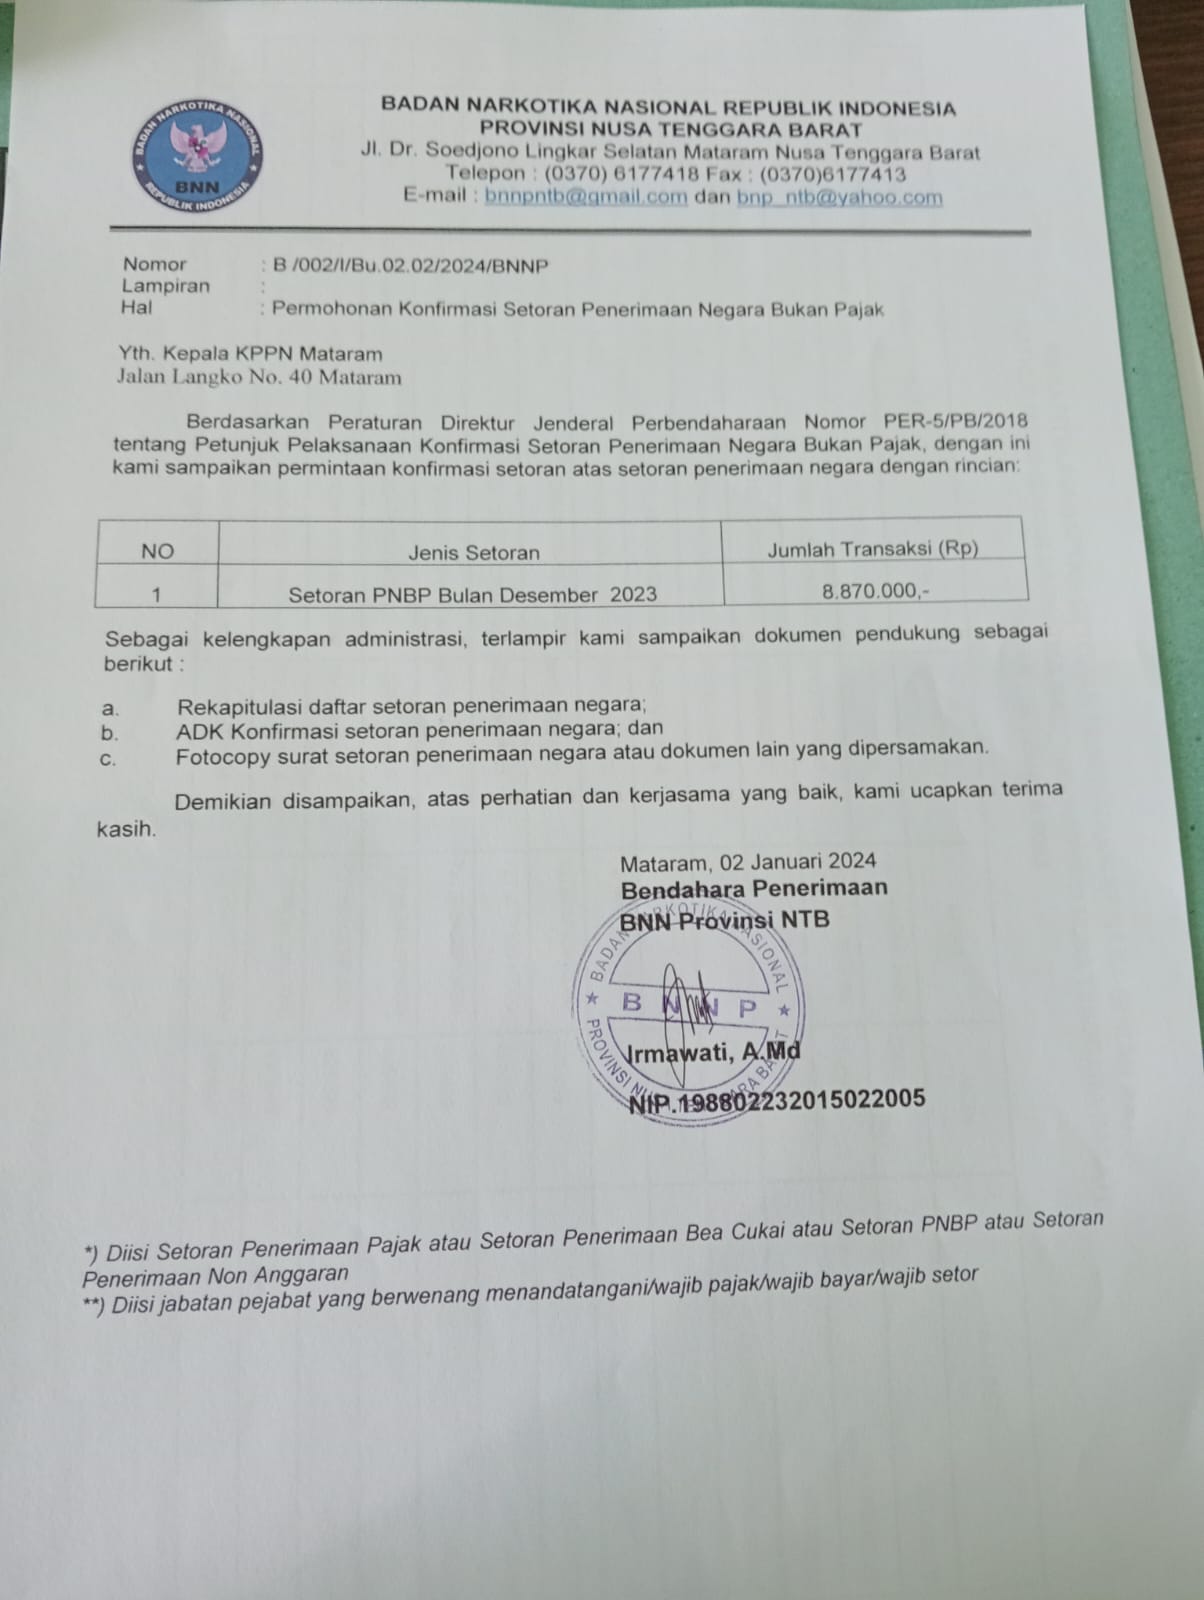 BADAN NARKOTIKA NASIONAL REPUBLIK INDONESIA
PROVINSI NUSA TENGGARA BARAT
Jl. Dr. Soedjono Lingkar Selatan Mataram Nusa Tenggara Barat
Telepon : (0370) 6177418 Fax : (0370)6177413
E-mail : bnnpntb@gmail.com dan bnp_ntb@yahoo.com
BADAN NARKOTIKA NASIONAL
BNN
REPUBLIK INDONESIA
Nomor : B /002/I/Bu.02.02/2024/BNNP
Lampiran :
Hal : Permohonan Konfirmasi Setoran Penerimaan Negara Bukan Pajak
Yth. Kepala KPPN Mataram
Jalan Langko No. 40 Mataram
Berdasarkan Peraturan Direktur Jenderal Perbendaharaan Nomor PER-5/PB/2018
tentang Petunjuk Pelaksanaan Konfirmasi Setoran Penerimaan Negara Bukan Pajak, dengan ini
kami sampaikan permintaan konfirmasi setoran atas setoran penerimaan negara dengan rincian:
NO Jenis Setoran Jumlah Transaksi (Rp)
1 Setoran PNBP Bulan Desember 2023 8.870.000,-
Sebagai kelengkapan administrasi, terlampir kami sampaikan dokumen pendukung sebagai
berikut :
a. Rekapitulasi daftar setoran penerimaan negara;
b. ADK Konfirmasi setoran penerimaan negara; dan
c. Fotocopy surat setoran penerimaan negara atau dokumen lain yang dipersamakan.
Demikian disampaikan, atas perhatian dan kerjasama yang baik, kami ucapkan terima
kasih.
Mataram, 02 Januari 2024
Bendahara Penerimaan
BNN Provinsi NTB
BADAN NARKOTIKA NASIONAL
B N N P
PROVINSI NUSA TENGGARA BARAT
Irmawati, A.Md
NIP.198802232015022005
*) Diisi Setoran Penerimaan Pajak atau Setoran Penerimaan Bea Cukai atau Setoran PNBP atau Setoran
Penerimaan Non Anggaran
**) Diisi jabatan pejabat yang berwenang menandatangani/wajib pajak/wajib bayar/wajib setor